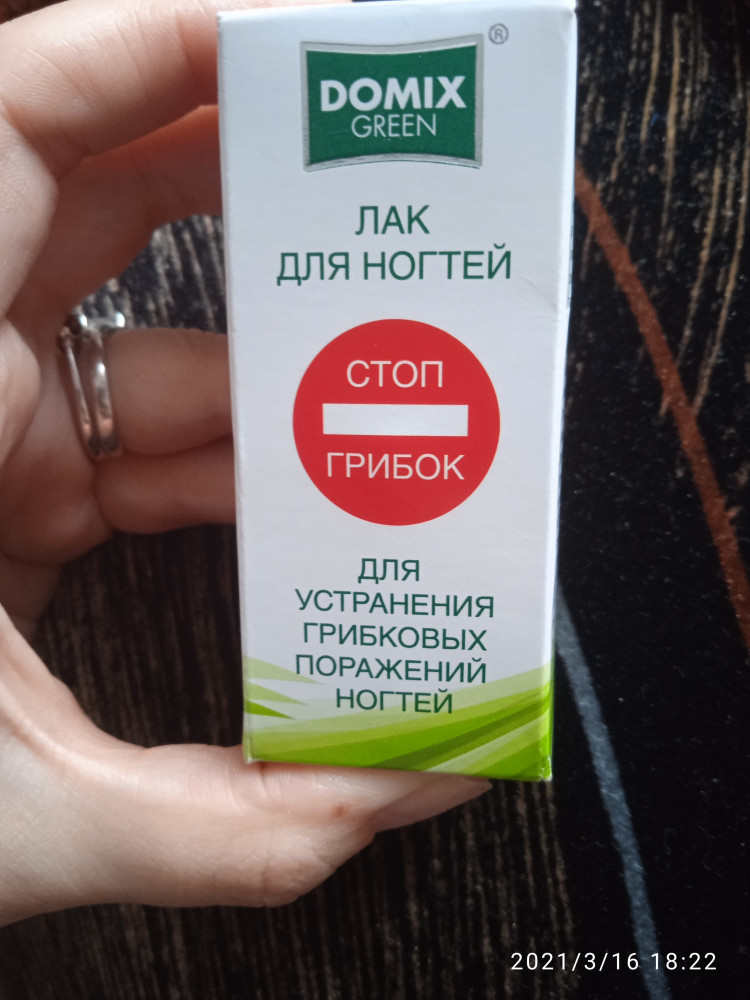 DOMIX
GREEN
®
ЛАК
ДЛЯ НОГТЕЙ
СТОП
ГРИБОК
ДЛЯ
УСТРАНЕНИЯ
ГРИБКОВЫХ
ПОРАЖЕНИЙ
НОГТЕЙ
2021/3/16 18:22